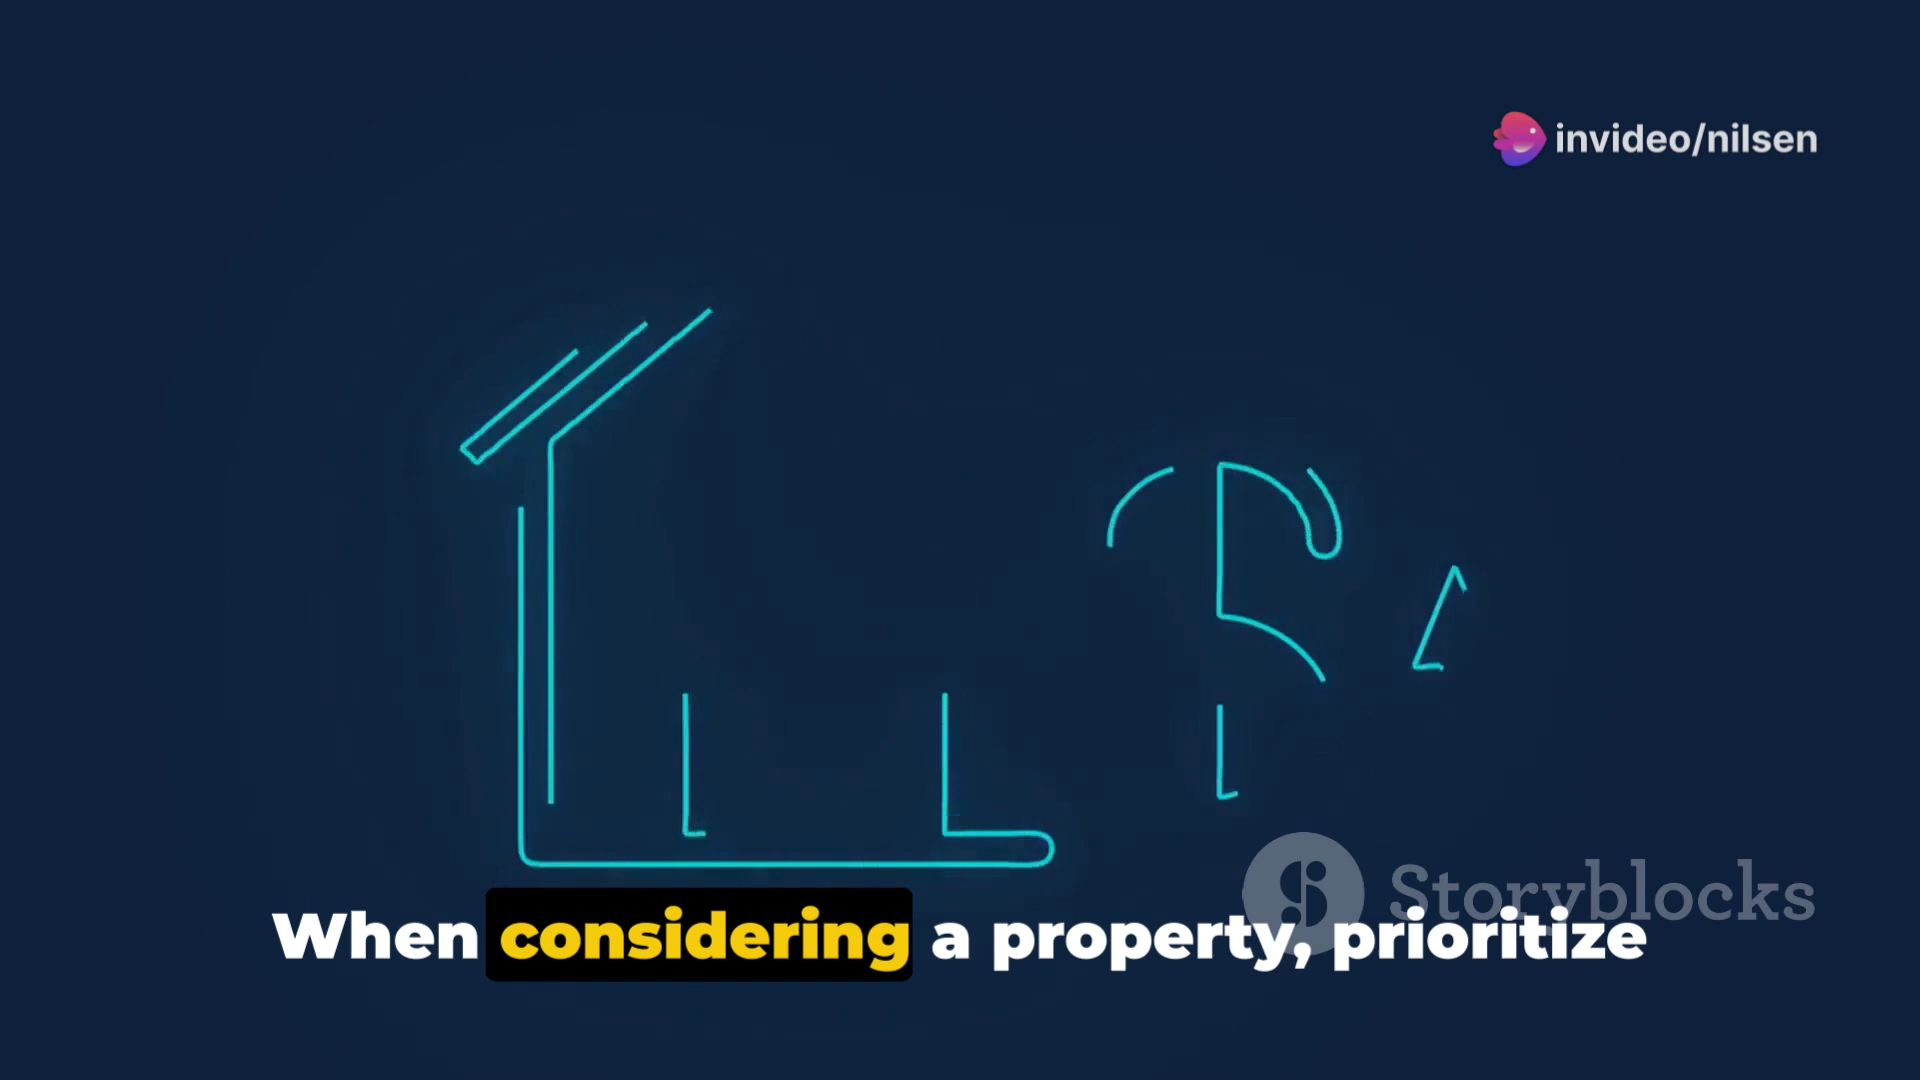 invideo/nilsen
Storyblocks
When considering a property, prioritize